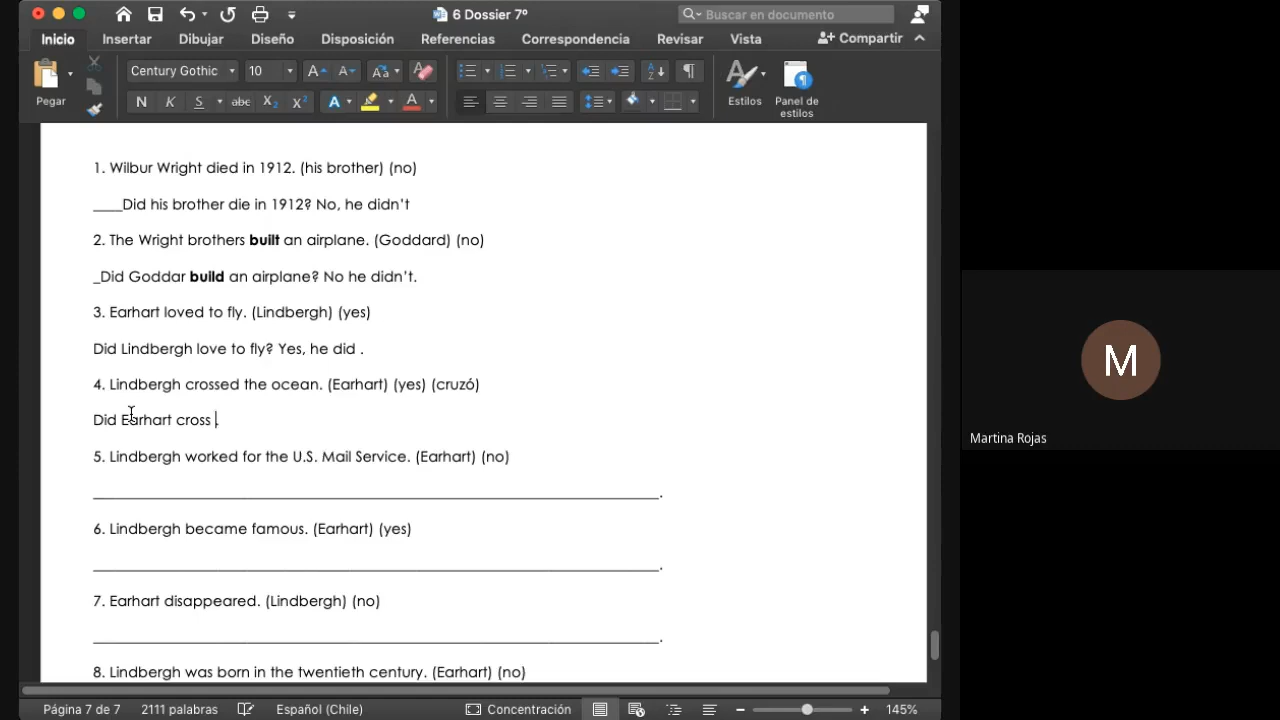 6 Dossier 7º
Buscar en documento
Inicio Insertar Dibujar Diseño Disposición Referencias Correspondencia Revisar Vista Compartir
Century Gothic 10
Pegar
N K S abc X₂ X²
Estilos
Panel de estilos
1. Wilbur Wright died in 1912. (his brother) (no)
____Did his brother die in 1912? No, he didn't
2. The Wright brothers built an airplane. (Goddard) (no)
_Did Goddar build an airplane? No he didn't.
3. Earhart loved to fly. (Lindbergh) (yes)
Did Lindbergh love to fly? Yes, he did .
4. Lindbergh crossed the ocean. (Earhart) (yes) (cruzó)
Did Earhart cross .
5. Lindbergh worked for the U.S. Mail Service. (Earhart) (no)
6. Lindbergh became famous. (Earhart) (yes)
7. Earhart disappeared. (Lindbergh) (no)
8. Lindbergh was born in the twentieth century. (Earhart) (no)
Página 7 de 7 2111 palabras Español (Chile) Concentración 145%
M
Martina Rojas